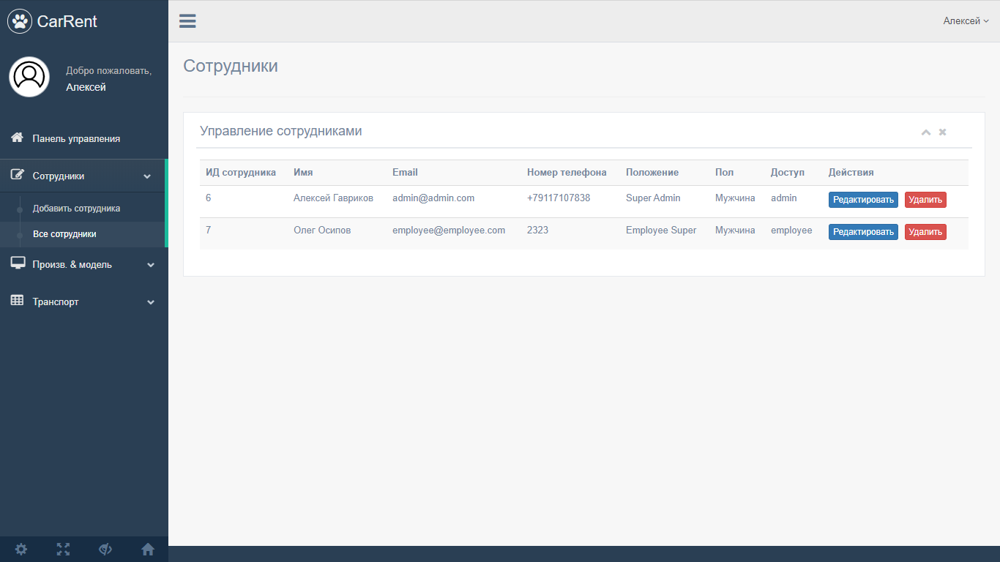 CarRent
Алексей
Добро пожаловать,
Алексей
Панель управления
Сотрудники
Добавить сотрудника
Все сотрудники
Произв. & модель
Транспорт
Сотрудники
Управление сотрудниками
ИД сотрудника Имя Email Номер телефона Положение Пол Доступ Действия
6 Алексей Гавриков admin@admin.com +79117107838 Super Admin Мужчина admin Редактировать Удалить
7 Олег Осипов employee@employee.com 2323 Employee Super Мужчина employee Редактировать Удалить